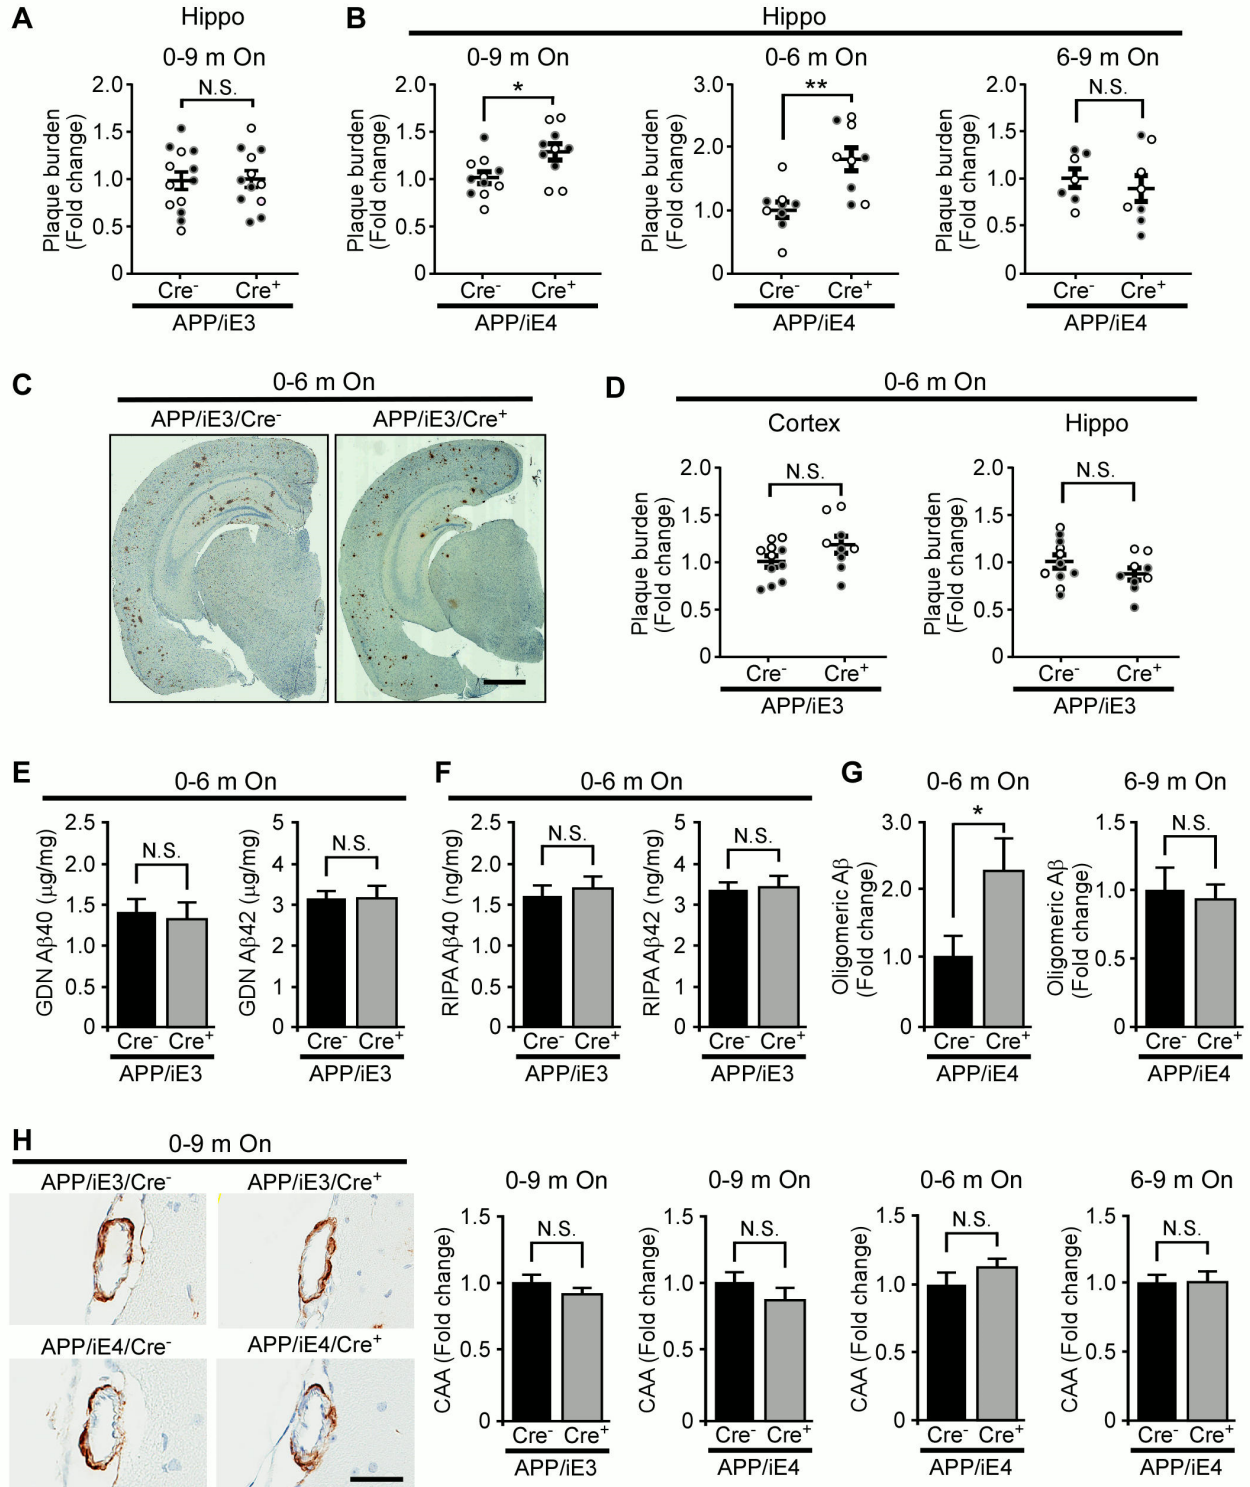 A
Hippo
0-9 m On
Plaque burden
(Fold change)
2.0
1.5
1.0
0.5
0
N.S.
Cre-
Cre+
APP/iE3
B
Hippo
0-9 m On
Plaque burden
(Fold change)
2.0
1.5
1.0
0.5
0
*
Cre-
Cre+
APP/iE4
0-6 m On
Plaque burden
(Fold change)
3.0
2.0
1.0
0
**
Cre-
Cre+
APP/iE4
6-9 m On
Plaque burden
(Fold change)
2.0
1.5
1.0
0.5
0
N.S.
Cre-
Cre+
APP/iE4
C
0-6 m On
APP/iE3/Cre-
APP/iE3/Cre+
D
0-6 m On
Cortex
Plaque burden
(Fold change)
2.0
1.5
1.0
0.5
0
N.S.
Cre-
Cre+
APP/iE3
Hippo
Plaque burden
(Fold change)
2.0
1.5
1.0
0.5
0
N.S.
Cre-
Cre+
APP/iE3
E
0-6 m On
GDN Aβ40 (μg/mg)
2.5
2.0
1.5
1.0
0.5
0
N.S.
Cre-
Cre+
APP/iE3
GDN Aβ42 (μg/mg)
5
4
3
2
1
0
N.S.
Cre-
Cre+
APP/iE3
F
0-6 m On
RIPA Aβ40 (ng/mg)
2.5
2.0
1.5
1.0
0.5
0
N.S.
Cre-
Cre+
APP/iE3
RIPA Aβ42 (ng/mg)
5
4
3
2
1
0
N.S.
Cre-
Cre+
APP/iE3
G
0-6 m On
Oligomeric Aβ
(Fold change)
3.0
2.0
1.0
0
*
Cre-
Cre+
APP/iE4
6-9 m On
Oligomeric Aβ
(Fold change)
1.5
1.0
0.5
0
N.S.
Cre-
Cre+
APP/iE4
H
0-9 m On
APP/iE3/Cre-
APP/iE3/Cre+
APP/iE4/Cre-
APP/iE4/Cre+
0-9 m On
CAA (Fold change)
1.5
1.0
0.5
0
N.S.
Cre-
Cre+
APP/iE3
0-9 m On
CAA (Fold change)
1.5
1.0
0.5
0
N.S.
Cre-
Cre+
APP/iE4
0-6 m On
CAA (Fold change)
1.5
1.0
0.5
0
N.S.
Cre-
Cre+
APP/iE4
6-9 m On
CAA (Fold change)
1.5
1.0
0.5
0
N.S.
Cre-
Cre+
APP/iE4